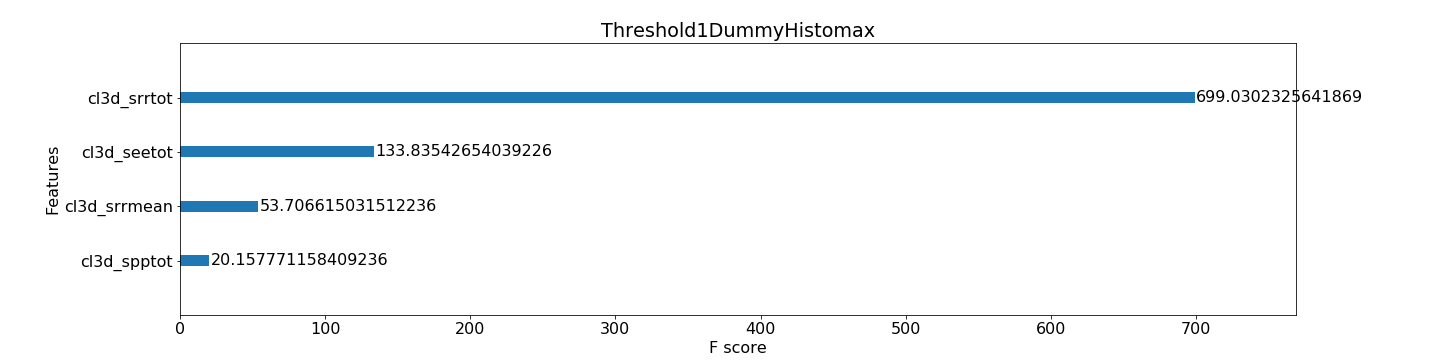 Threshold1DummyHistomax
Features
cl3d_srrtot 699.0302325641869
cl3d_seetot 133.83542654039226
cl3d_srrmean 53.706615031512236
cl3d_spptot 20.157771158409236
0 100 200 300 400 500 600 700
F score